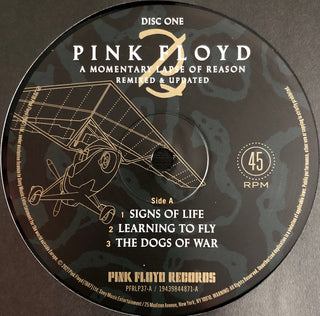 DISC ONE
PINK FLOYD
A MOMENTARY LAPSE OF REASON
REMIXED & UPDATED
45
RPM
Side A
1 SIGNS OF LIFE
2 LEARNING TO FLY
3 THE DOGS OF WAR
PINK FLOYD RECORDS
PFRLP37-A / 19439844871-A